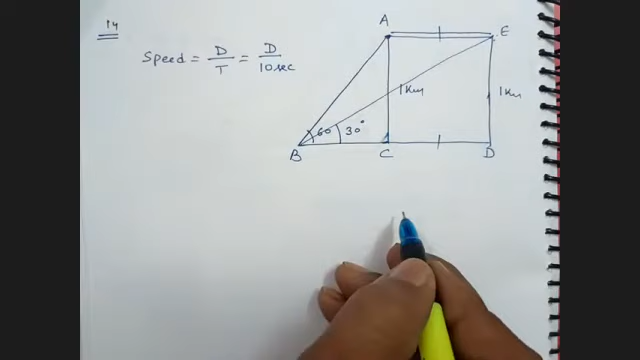 14
Speed = D/T = D/10sec
A
E
1Km
1Km
60
30°
B
C
D